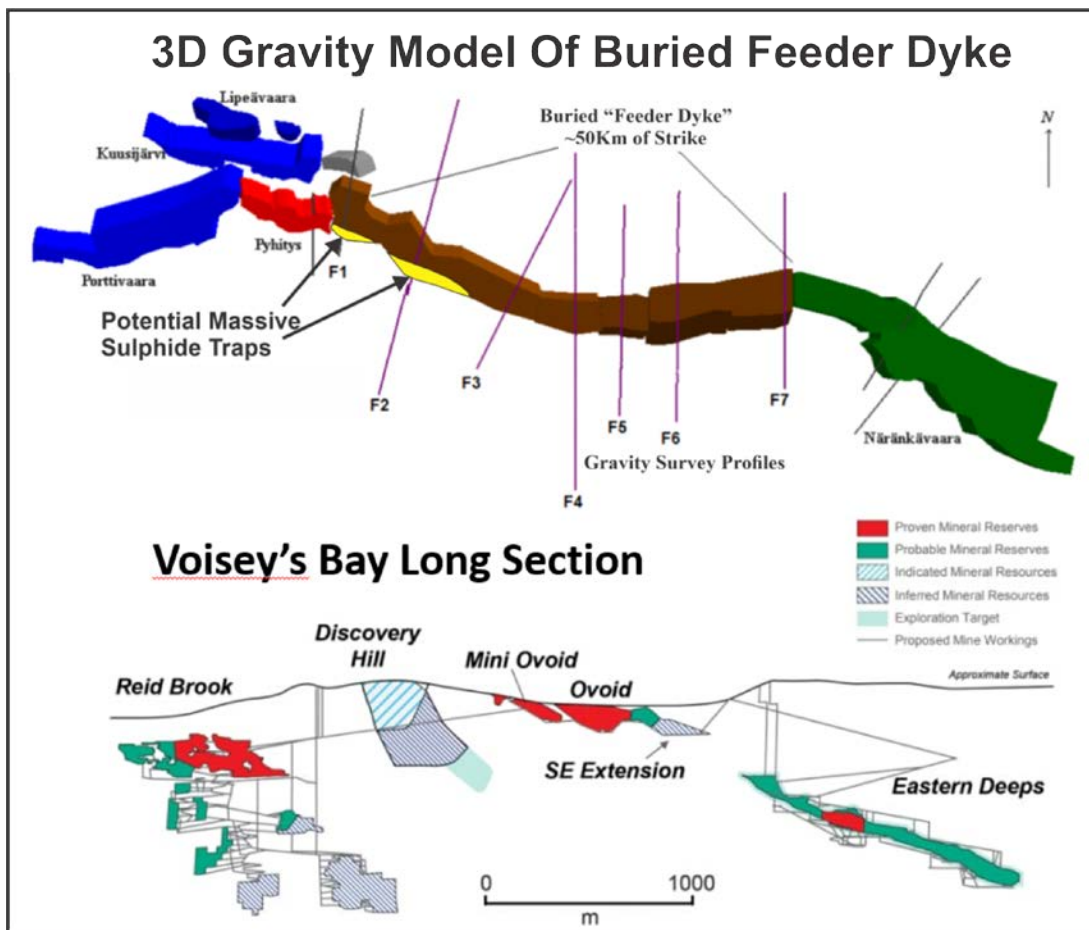 3D Gravity Model Of Buried Feeder Dyke
Lipeävaara
Kuusijärvi
Buried “Feeder Dyke”
~50Km of Strike
N
Pyhitys
Porttivaara
F1
Potential Massive
Sulphide Traps
F2
F3
F4
F5
F6
F7
Gravity Survey Profiles
Näränkävaara
Voisey’s Bay Long Section
Proven Mineral Reserves
Probable Mineral Reserves
Indicated Mineral Resources
Inferred Mineral Resources
Exploration Target
Proposed Mine Workings
Discovery
Hill
Mini Ovoid
Ovoid
Reid Brook
Approximate Surface
SE Extension
Eastern Deeps
0
1000
m